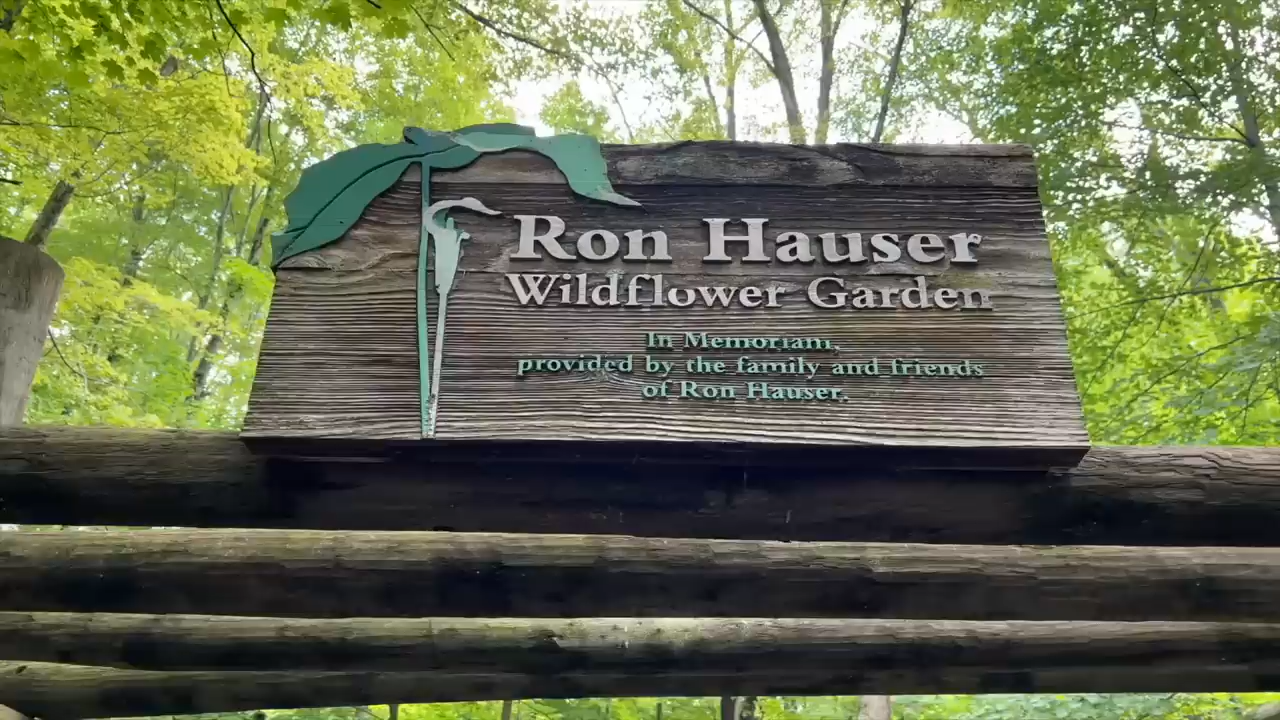 Ron Hauser
Wildflower Garden
In Memoriam,
provided by the family and friends
of Ron Hauser.